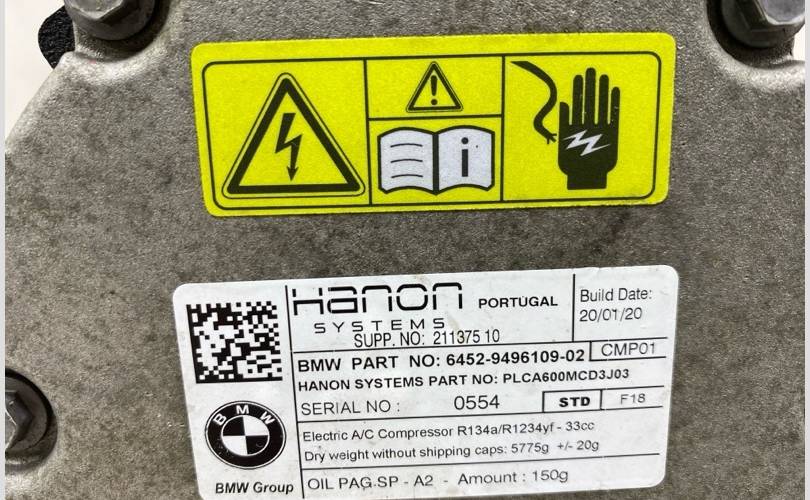 i
Hanon PORTUGAL
SYSTEMS
SUPP. NO: 211375 10
Build Date:
20/01/20
BMW PART NO: 6452-9496109-02
CMP01
HANON SYSTEMS PART NO: PLCA600MCD3J03
SERIAL NO : 0554 STD F18
Electric A/C Compressor R134a/R1234yf - 33cc
Dry weight without shipping caps: 5775g +/- 20g
OIL PAG SP - A2 - Amount : 150g
BMW
BMW Group